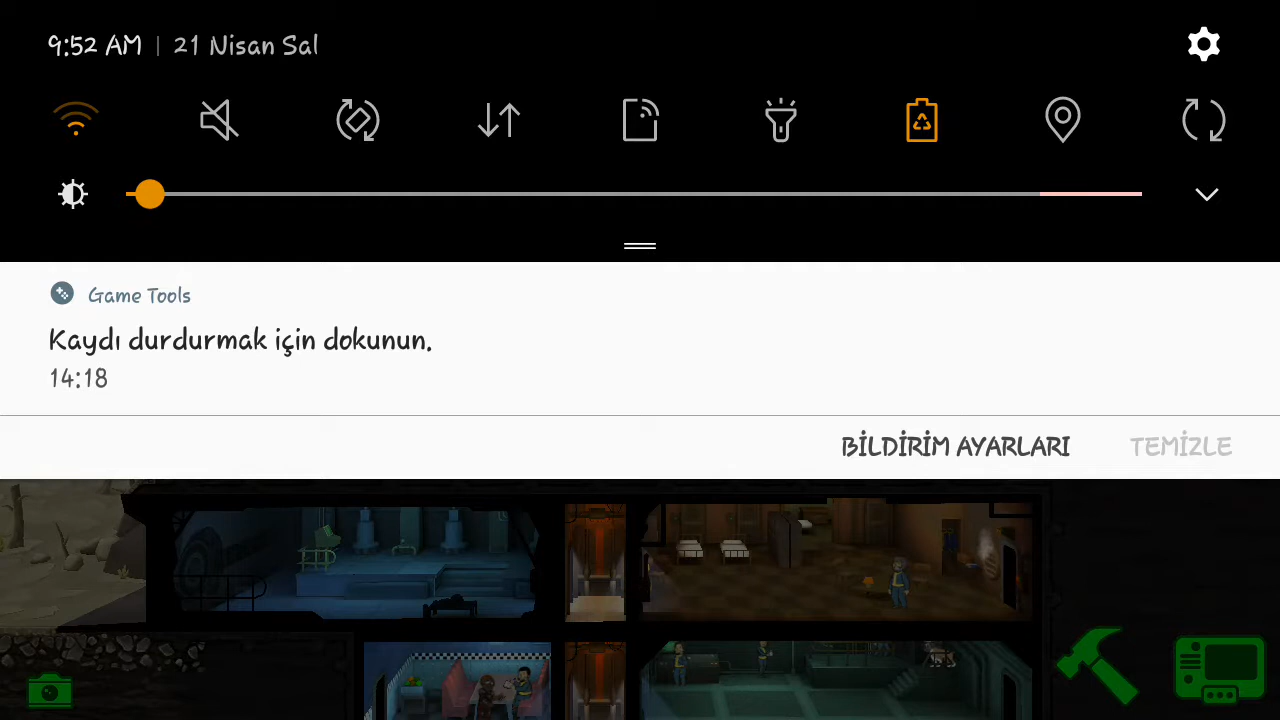 9:52 AM | 21 Nisan Sal
Game Tools
Kaydı durdurmak için dokunun.
14:18
BİLDİRİM AYARLARI TEMİZLE